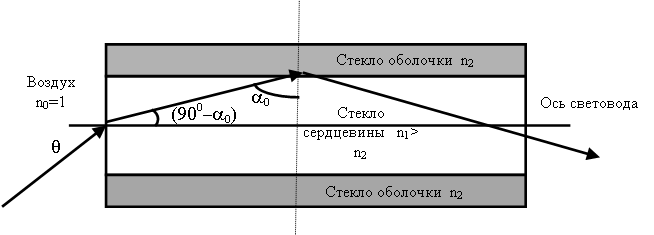 Стекло оболочки n2
Воздух
n0=1
α0
(90⁰–α0)
Стекло
сердцевины n1>
n2
Ось световода
θ
Стекло оболочки n2